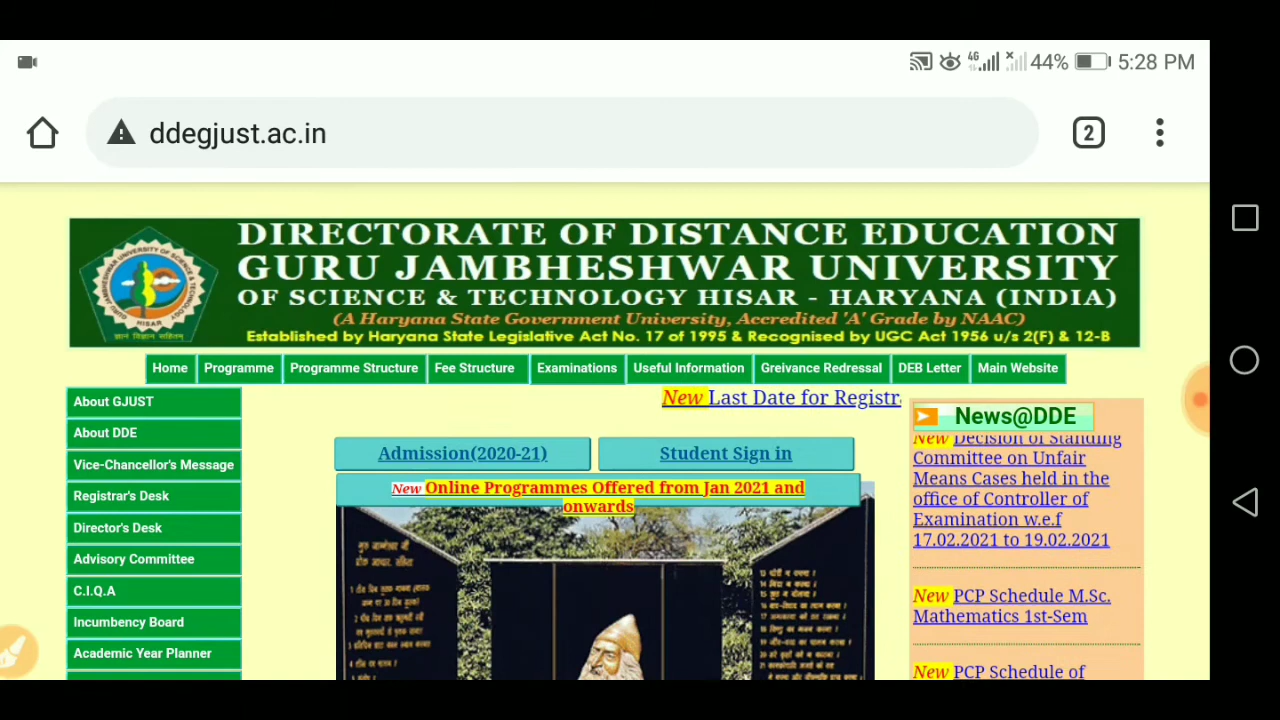 4G 44% 5:28 PM
ddegjust.ac.in
2
DIRECTORATE OF DISTANCE EDUCATION
GURU JAMBHESHWAR UNIVERSITY
OF SCIENCE & TECHNOLOGY HISAR - HARYANA (INDIA)
(A Haryana State Government University, Accredited 'A' Grade by NAAC)
Established by Haryana State Legislative Act No. 17 of 1995 & Recognised by UGC Act 1956 u/s 2(F) & 12-B
HISAR
ज्ञान विज्ञान सहितम्
Home Programme Programme Structure Fee Structure Examinations Useful Information Greivance Redressal DEB Letter Main Website
About GJUST
About DDE
Vice-Chancellor's Message
Registrar's Desk
Director's Desk
Advisory Committee
C.I.Q.A
Incumbency Board
Academic Year Planner
New Last Date for Registr
Admission(2020-21) Student Sign in
New Online Programmes Offered from Jan 2021 and
onwards
News@DDE
New Decision of Standing
Committee on Unfair
Means Cases held in the
office of Controller of
Examination w.e.f
17.02.2021 to 19.02.2021
New PCP Schedule M.Sc.
Mathematics 1st-Sem
New PCP Schedule of